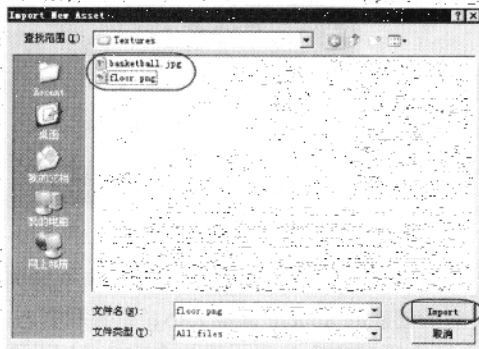 Import New Asset
查找范围(I):
Textures
basketball.jpg
floor.png
Recent
桌面
我的文档
我的电脑
网上邻居
文件名(N):
floor.png
Import
文件类型(T):
All files
取消